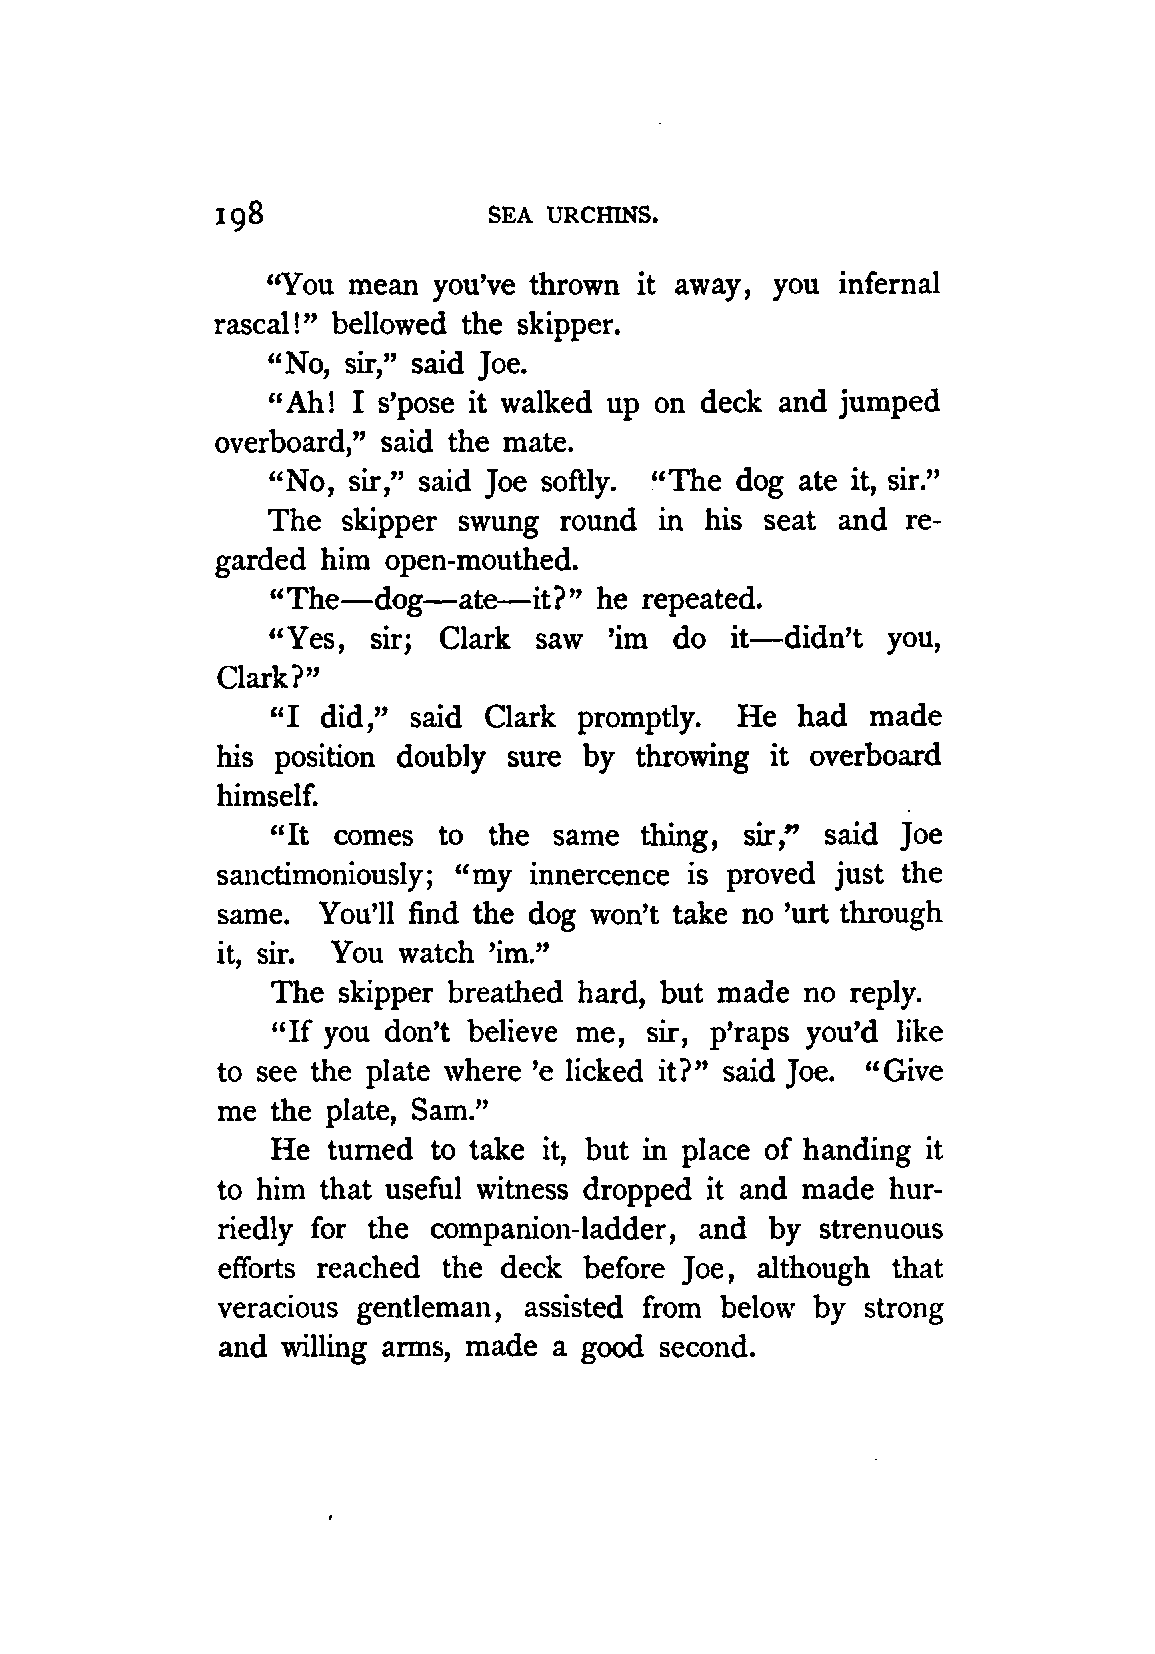 198 SEA URCHINS.
“You mean you’ve thrown it away, you infernal
rascal!” bellowed the skipper.
“No, sir,” said Joe.
“Ah! I s’pose it walked up on deck and jumped
overboard,” said the mate.
“No, sir,” said Joe softly. “The dog ate it, sir.”
The skipper swung round in his seat and re-
garded him open-mouthed.
“The—dog—ate—it?” he repeated.
“Yes, sir; Clark saw ’im do it—didn’t you,
Clark?”
“I did,” said Clark promptly. He had made
his position doubly sure by throwing it overboard
himself.
“It comes to the same thing, sir,” said Joe
sanctimoniously; “my innercence is proved just the
same. You’ll find the dog won’t take no ’urt through
it, sir. You watch ’im.”
The skipper breathed hard, but made no reply.
“If you don’t believe me, sir, p’raps you’d like
to see the plate where ’e licked it?” said Joe. “Give
me the plate, Sam.”
He turned to take it, but in place of handing it
to him that useful witness dropped it and made hur-
riedly for the companion-ladder, and by strenuous
efforts reached the deck before Joe, although that
veracious gentleman, assisted from below by strong
and willing arms, made a good second.